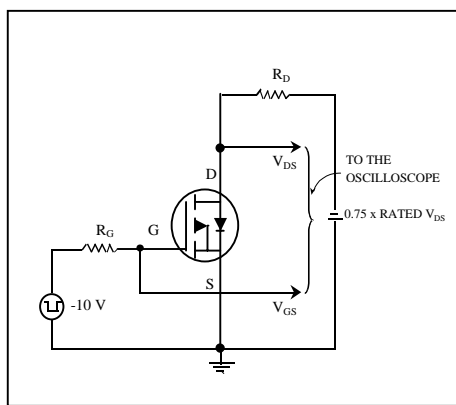 R_D
D
V_DS
TO THE
OSCILLOSCOPE
0.75 x RATED V_DS
R_G
G
S
-10 V
V_GS